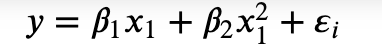 y = β₁x₁ + β₂x₁² + εᵢ